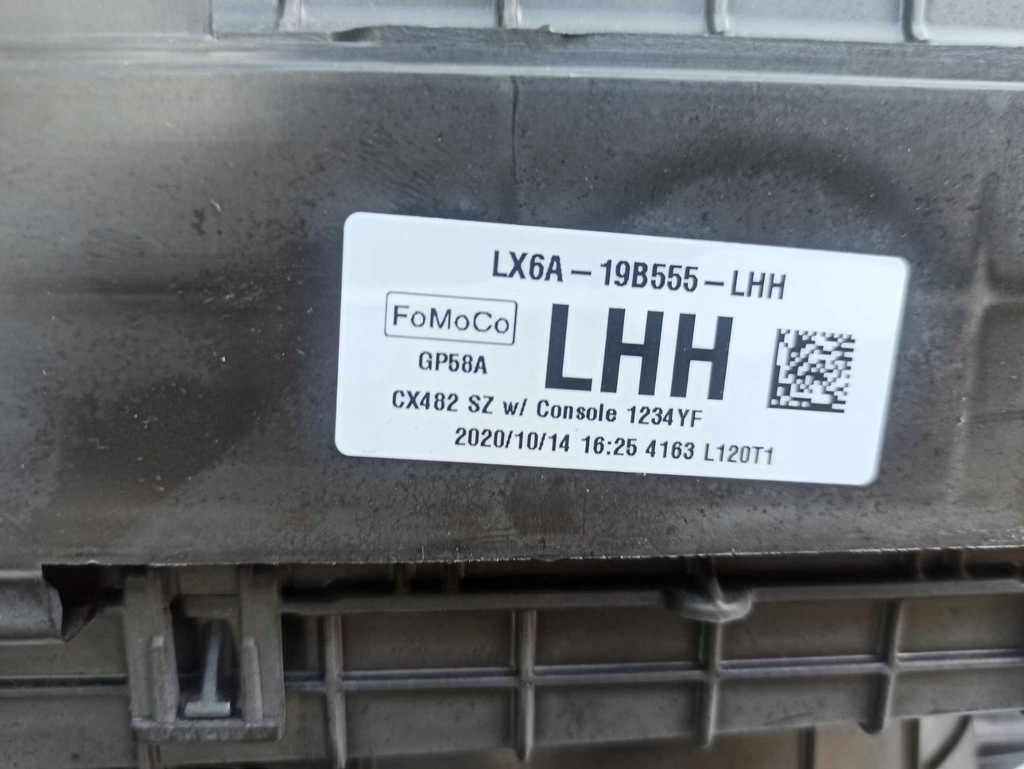 LX6A - 19B555 - LHH
FoMoCo
LHH
GP58A
CX482 SZ w/ Console 1234YF
2020/10/14 16:25 4163 L120T1